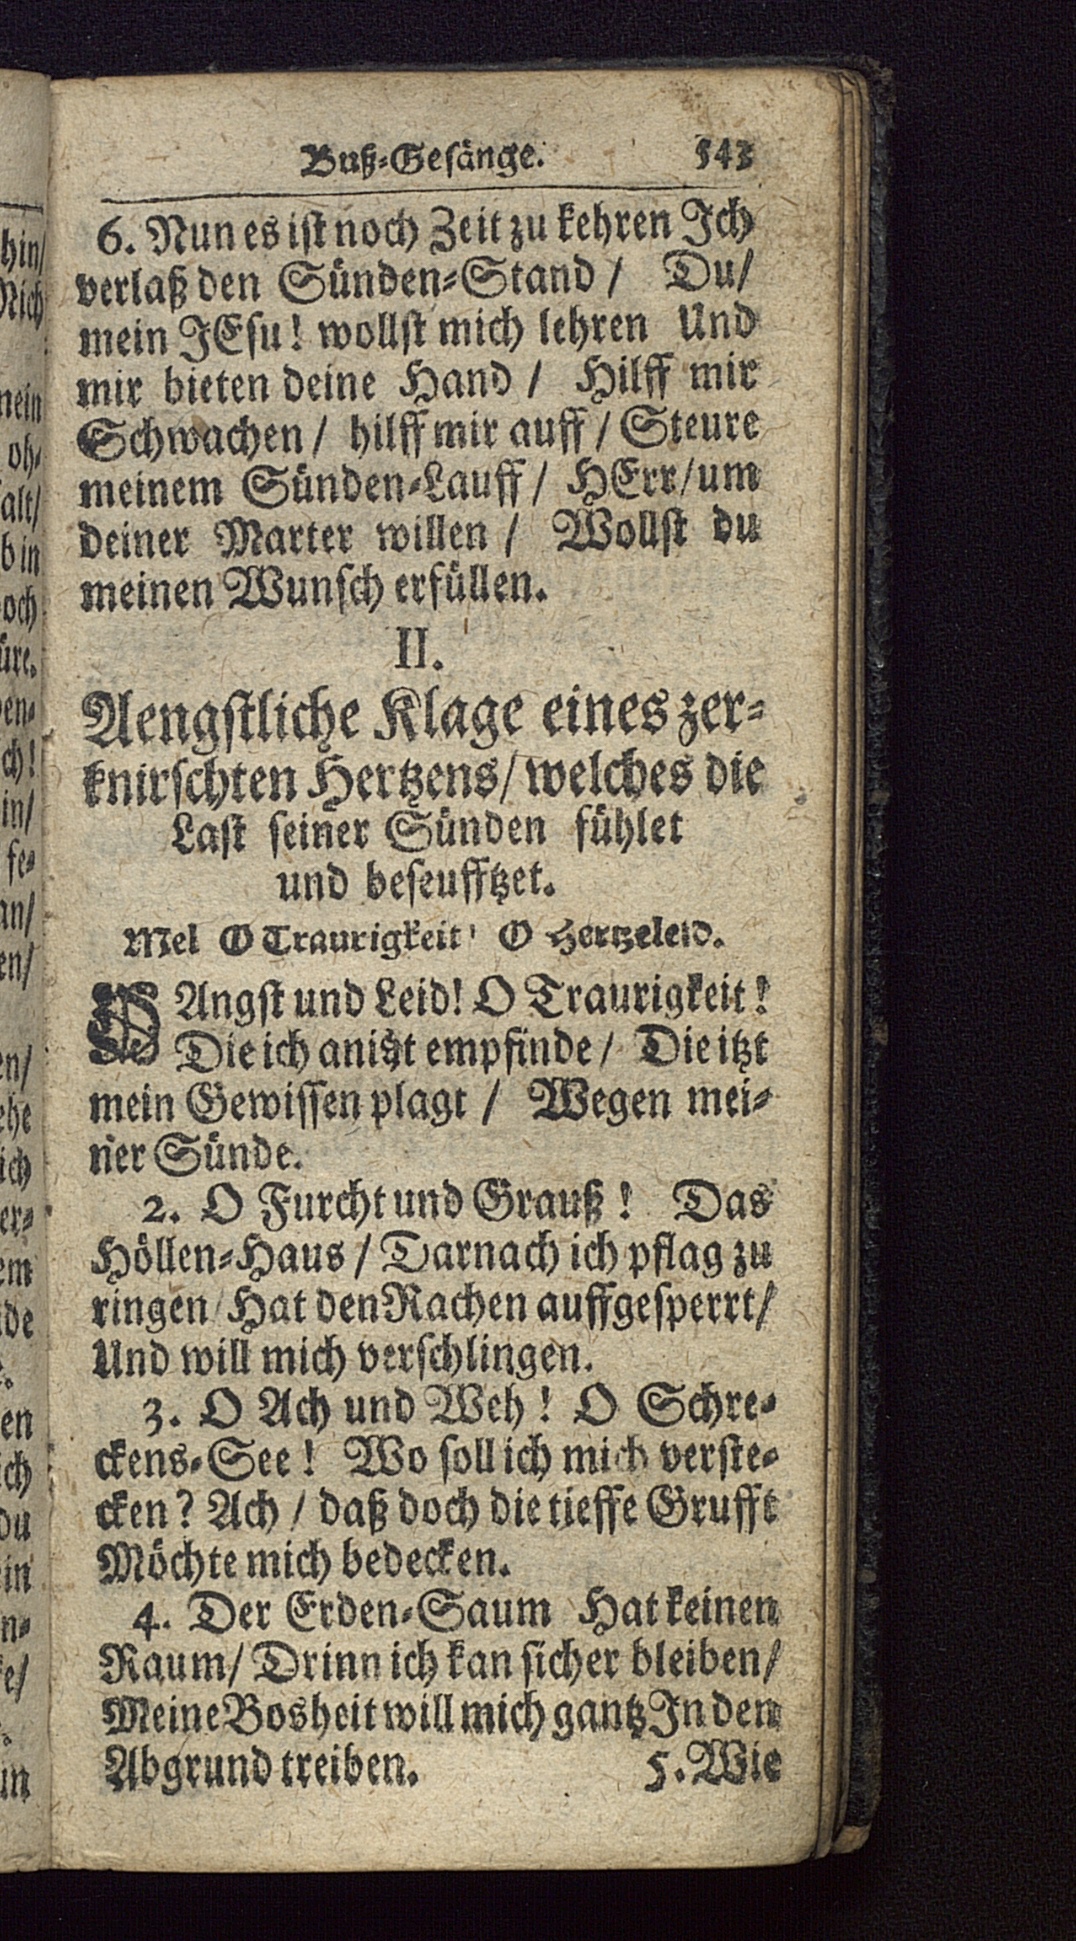 Buß-Gesänge. 543
6. Nun es ist noch Zeit zu kehren Jch
verlaß den Sünden-Stand / Du/
mein JEsu! wollst mich lehren Und
mir bieten deine Hand / Hilff mir
Schwachen / hilff mir auff / Steure
meinem Sünden-Lauff / HErr/um
deiner Marter willen / Wollst du
meinen Wunsch erfüllen.
II.
Aengstliche Klage eines zer-
knirschten Hertzens/welches die
Last seiner Sünden fühlet
und beseufftzet.
Mel O Traurigkeit! O Hertzeleid.
O Angst und Leid! O Traurigkeit!
Die ich anitzt empfinde / Die itzt
mein Gewissen plagt / Wegen mei-
ner Sünde.
2. O Furcht und Grauß! Das
Höllen-Haus / Darnach ich pflag zu
ringen/ Hat den Rachen auffgesperrt/
Und will mich verschlingen.
3. O Ach und Weh! O Schre-
ckens-See! Wo soll ich mich verste-
cken? Ach / daß doch die tieffe Grufft
Möchte mich bedecken.
4. Der Erden-Saum Hat keinen
Raum/ Drinn ich kan sicher bleiben/
Meine Bosheit will mich gantz Jn den
Abgrund treiben. 5. Wie